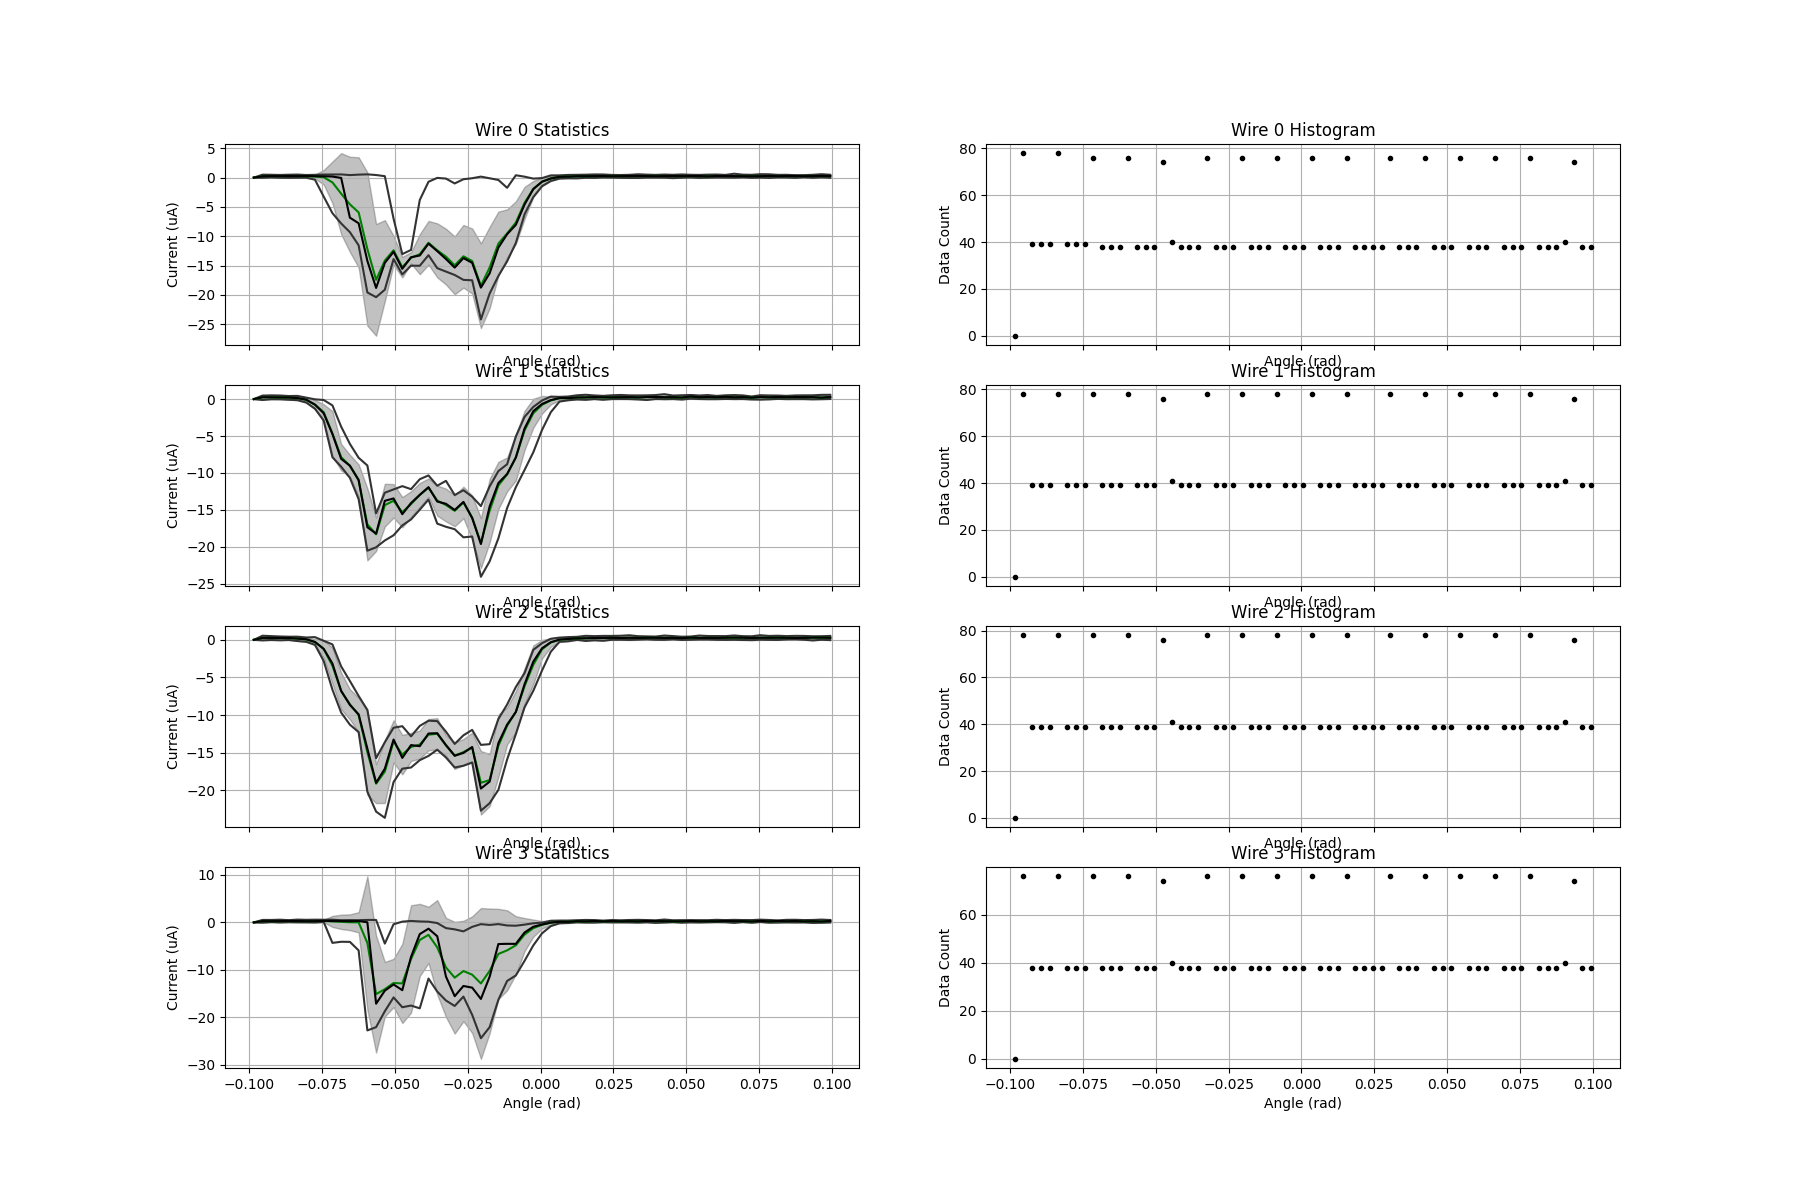 Wire 0 Statistics
5
0
−5
−10
−15
−20
−25
Current (uA)
Angle (rad)
Wire 0 Histogram
80
60
40
20
0
Data Count
Angle (rad)
Wire 1 Statistics
0
−5
−10
−15
−20
−25
Current (uA)
Angle (rad)
Wire 1 Histogram
80
60
40
20
0
Data Count
Angle (rad)
Wire 2 Statistics
0
−5
−10
−15
−20
Current (uA)
Angle (rad)
Wire 2 Histogram
80
60
40
20
0
Data Count
Angle (rad)
Wire 3 Statistics
10
0
−10
−20
−30
Current (uA)
−0.100 −0.075 −0.050 −0.025 0.000 0.025 0.050 0.075 0.100
Angle (rad)
Wire 3 Histogram
60
40
20
0
Data Count
−0.100 −0.075 −0.050 −0.025 0.000 0.025 0.050 0.075 0.100
Angle (rad)